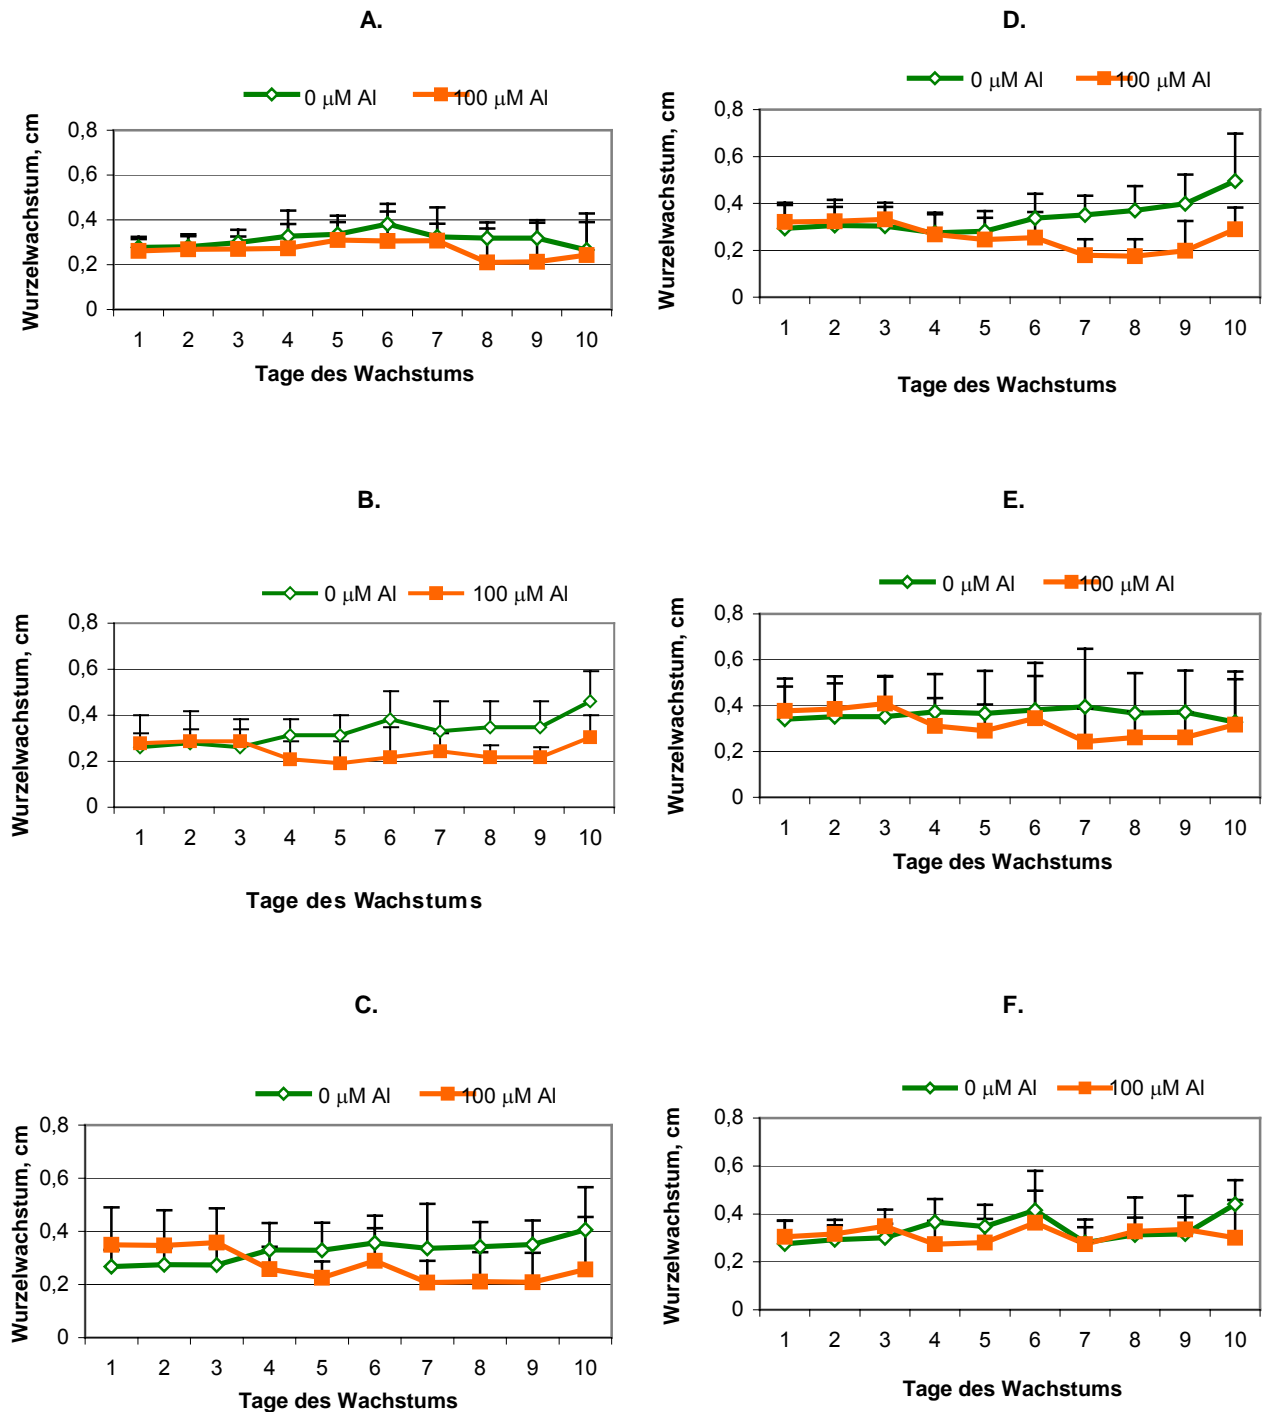 A.
0 μM Al 100 μM Al
Wurzelwachstum, cm
0,8
0,6
0,4
0,2
0
1 2 3 4 5 6 7 8 9 10
Tage des Wachstums
D.
0 μM Al 100 μM Al
Wurzelwachstum, cm
0,8
0,6
0,4
0,2
0
1 2 3 4 5 6 7 8 9 10
Tage des Wachstums
B.
0 μM Al 100 μM Al
Wurzelwachstum, cm
0,8
0,6
0,4
0,2
0
1 2 3 4 5 6 7 8 9 10
Tage des Wachstums
E.
0 μM Al 100 μM Al
Wurzelwachstum, cm
0,8
0,6
0,4
0,2
0
1 2 3 4 5 6 7 8 9 10
Tage des Wachstums
C.
0 μM Al 100 μM Al
Wurzelwachstum, cm
0,8
0,6
0,4
0,2
0
1 2 3 4 5 6 7 8 9 10
Tage des Wachstums
F.
0 μM Al 100 μM Al
Wurzelwachstum, cm
0,8
0,6
0,4
0,2
0
1 2 3 4 5 6 7 8 9 10
Tage des Wachstums